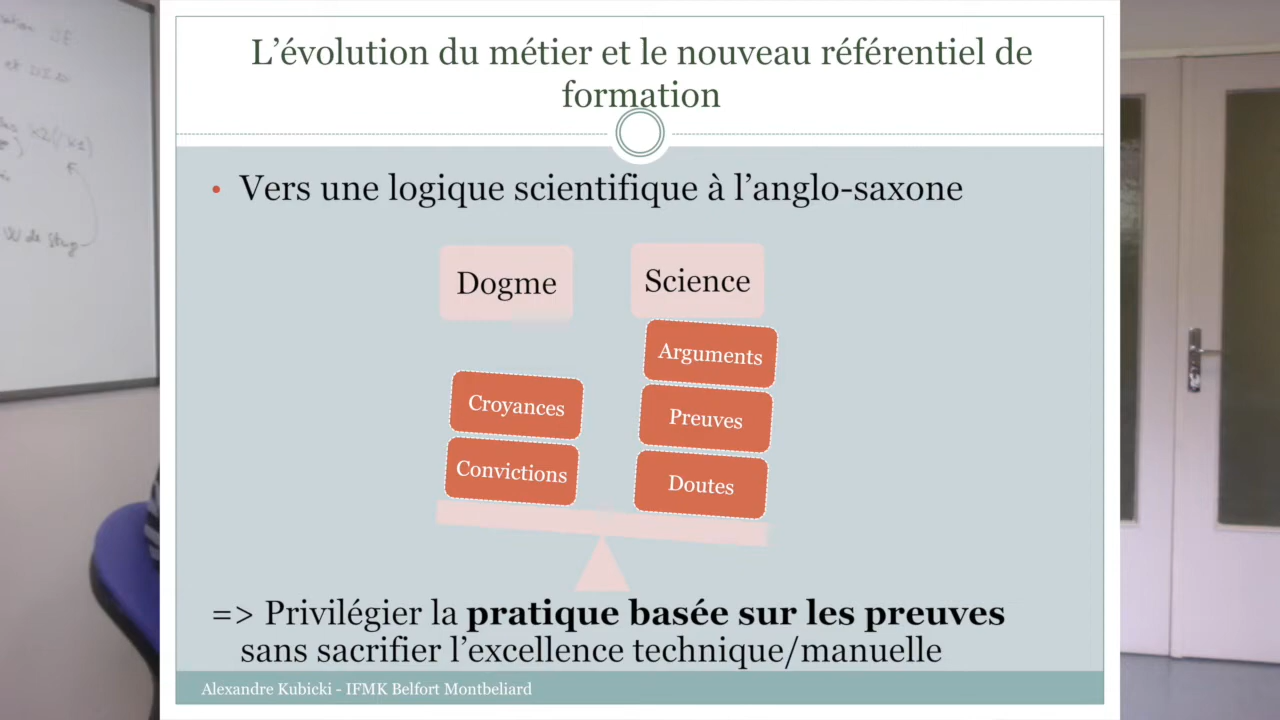 L'évolution du métier et le nouveau référentiel de
formation
• Vers une logique scientifique à l'anglo-saxone
Dogme
Science
Arguments
Croyances
Preuves
Convictions
Doutes
=> Privilégier la pratique basée sur les preuves
sans sacrifier l'excellence technique/manuelle
Alexandre Kubicki - IFMK Belfort Montbeliard